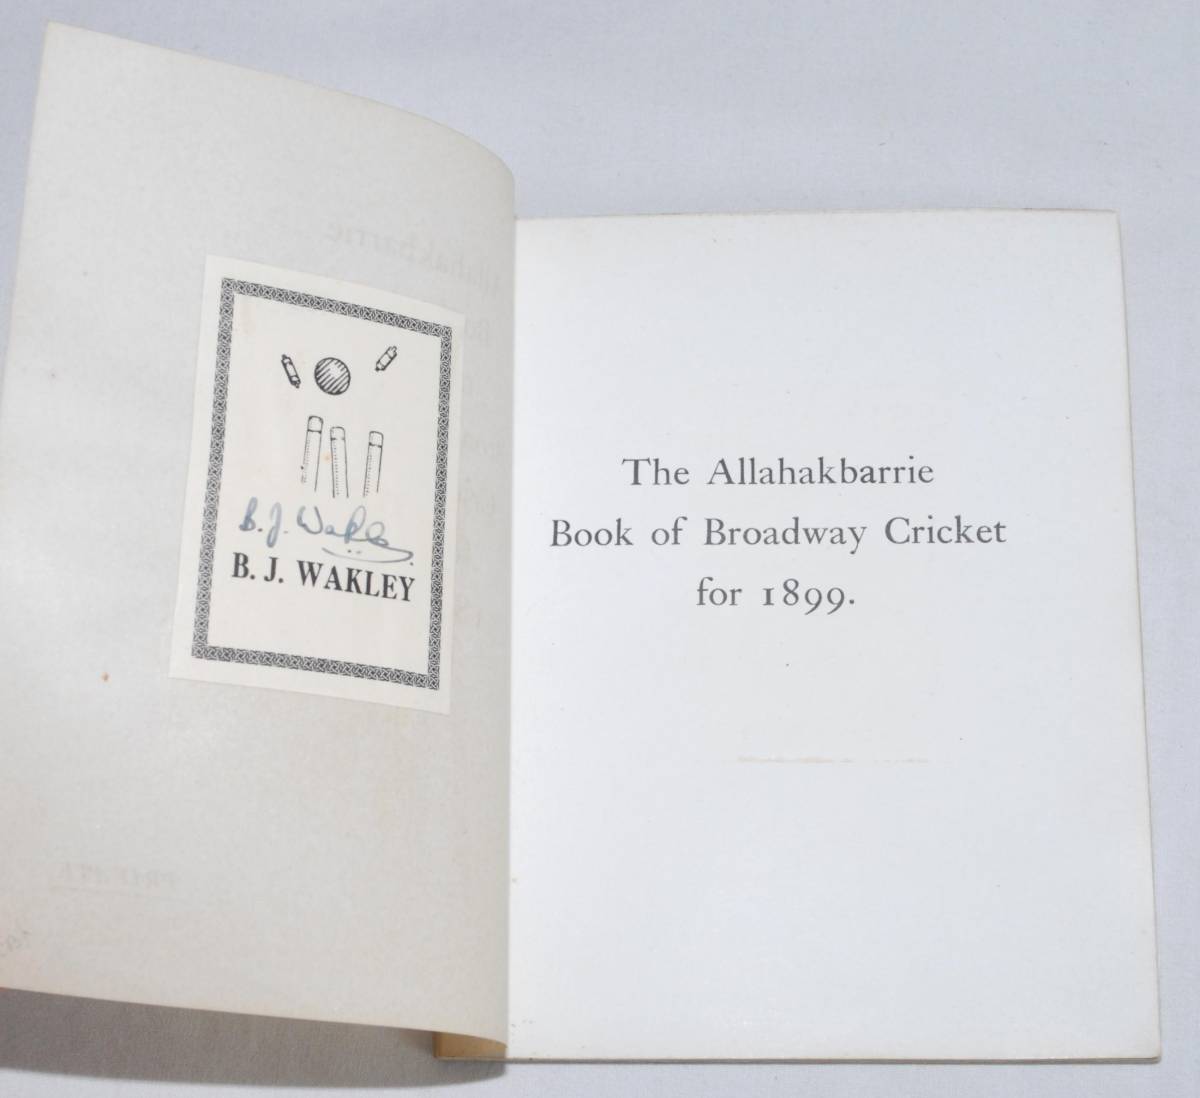 B. J. Wakley
B. J. WAKLEY
The Allahakbarrie
Book of Broadway Cricket
for 1899.